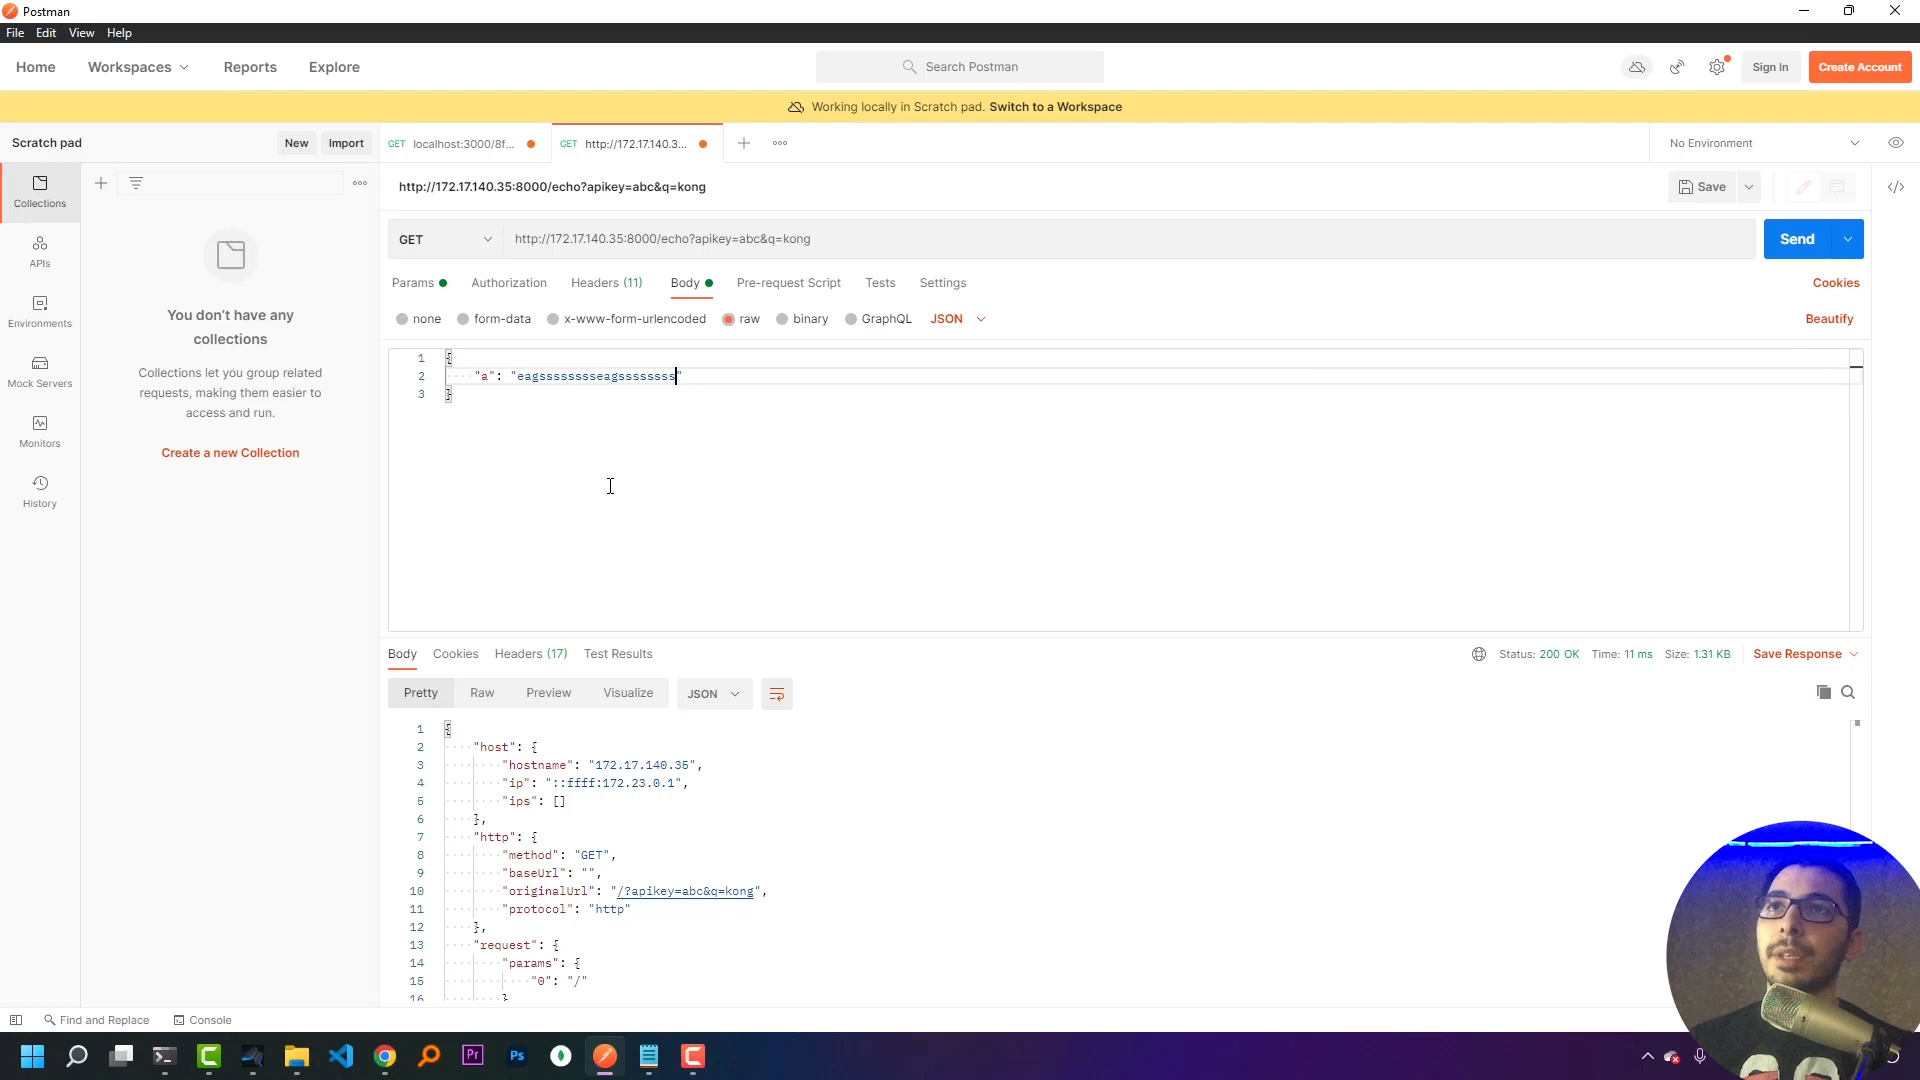 Postman
File Edit View Help
Home Workspaces Reports Explore
Search Postman
Sign In Create Account
Working locally in Scratch pad. Switch to a Workspace
Scratch pad New Import
GET localhost:3000/8f... GET http://172.17.140.3...
No Environment
Collections
http://172.17.140.35:8000/echo?apikey=abc&q=kong
Save
GET http://172.17.140.35:8000/echo?apikey=abc&q=kong
Send
APIs
Params Authorization Headers (11) Body Pre-request Script Tests Settings Cookies
none form-data x-www-form-urlencoded raw binary GraphQL JSON Beautify
You don't have any
collections
Environments
Collections let you group related
requests, making them easier to
access and run.
Mock Servers
Monitors
Create a new Collection
History
1 {
2 "a": "eagssssssssseagssssssss"
3 }
Body Cookies Headers (17) Test Results
Status: 200 OK Time: 11 ms Size: 1.31 KB Save Response
Pretty Raw Preview Visualize JSON
1 {
2 "host": {
3 "hostname": "172.17.140.35",
4 "ip": "::ffff:172.23.0.1",
5 "ips": []
6 },
7 "http": {
8 "method": "GET",
9 "baseUrl": "",
10 "originalUrl": "/?apikey=abc&q=kong",
11 "protocol": "http"
12 },
13 "request": {
14 "params": {
15 "0": "/"
16 }
Find and Replace Console
Pr Ps